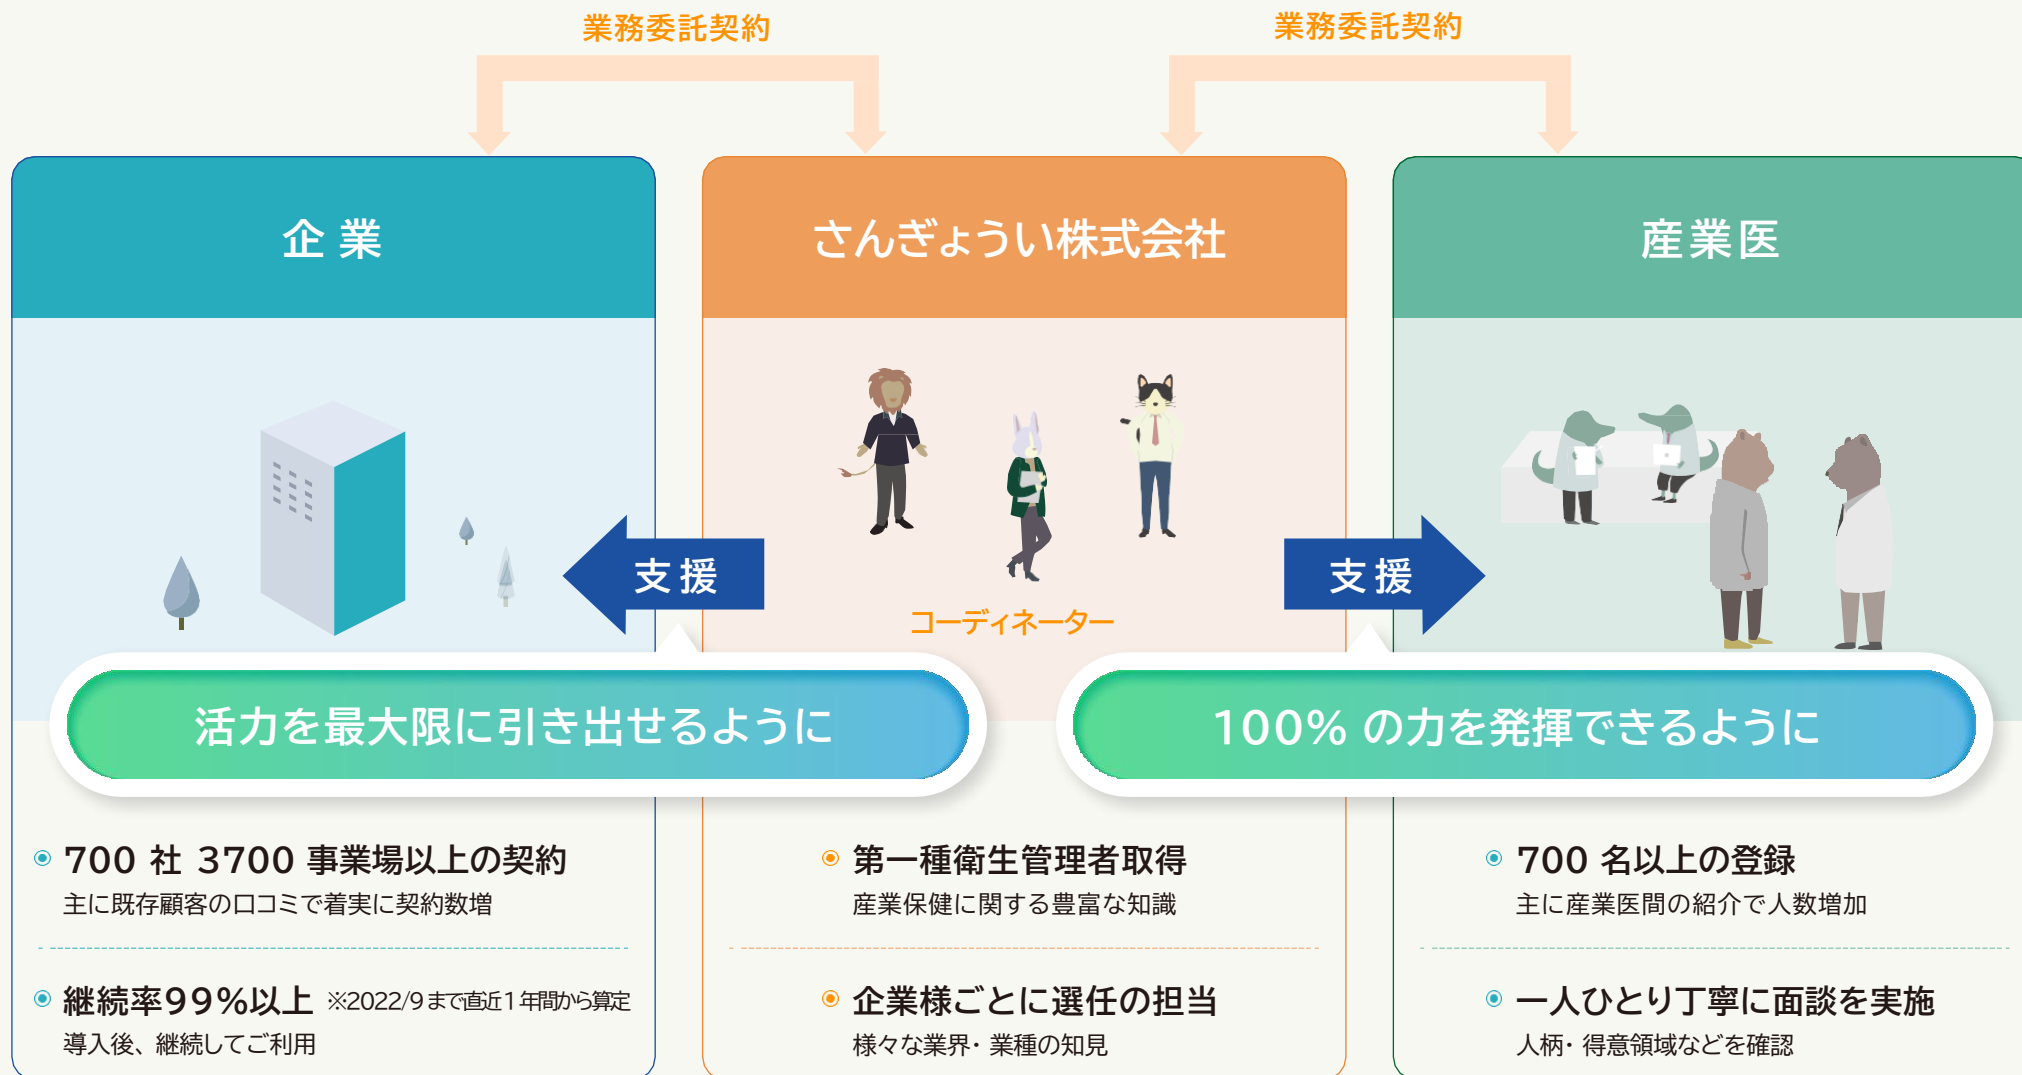 業務委託契約
業務委託契約
企業
さんぎょうい株式会社
産業医
支援
支援
コーディネーター
活力を最大限に引き出せるように
100% の力を発揮できるように
700 社 3700 事業場以上の契約
主に既存顧客の口コミで着実に契約数増
継続率99%以上 ※2022/9 まで直近1年間から算定
導入後、継続してご利用
第一種衛生管理者取得
産業保健に関する豊富な知識
企業様ごとに選任の担当
様々な業界・業種の知見
700 名以上の登録
主に産業医間の紹介で人数増加
一人ひとり丁寧に面談を実施
人柄・得意領域などを確認